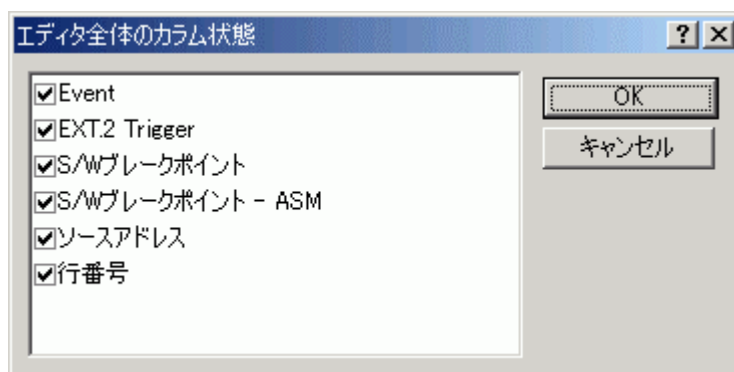 エディタ全体のカラム状態
Event
EXT.2 Trigger
S/Wブレークポイント
S/Wブレークポイント - ASM
ソースアドレス
行番号
OK
キャンセル